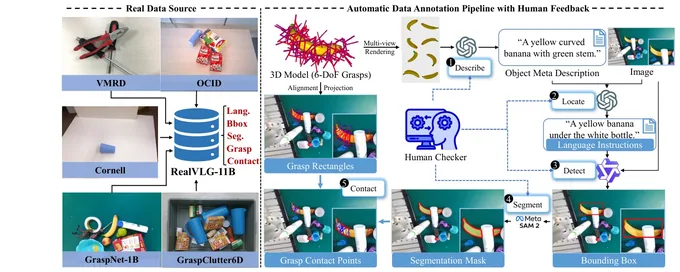 Real Data Source
Automatic Data Annotation Pipeline with Human Feedback
VMRD
OCID
Cornell
RealVLG-11B
Lang.
Bbox
Seg.
Grasp
Contact
GraspNet-1B
GraspClutter6D
3D Model (6-DoF Grasps)
Multi-view
Rendering
Alignment
Projection
Grasp Rectangles
1 Describe
"A yellow curved
banana with green stem."
Object Meta Description
Image
2 Locate
"A yellow banana
under the white bottle."
Language Instructions
Human Checker
3 Detect
Bounding Box
4 Segment
Meta
SAM 2
Segmentation Mask
5 Contact
Grasp Contact Points